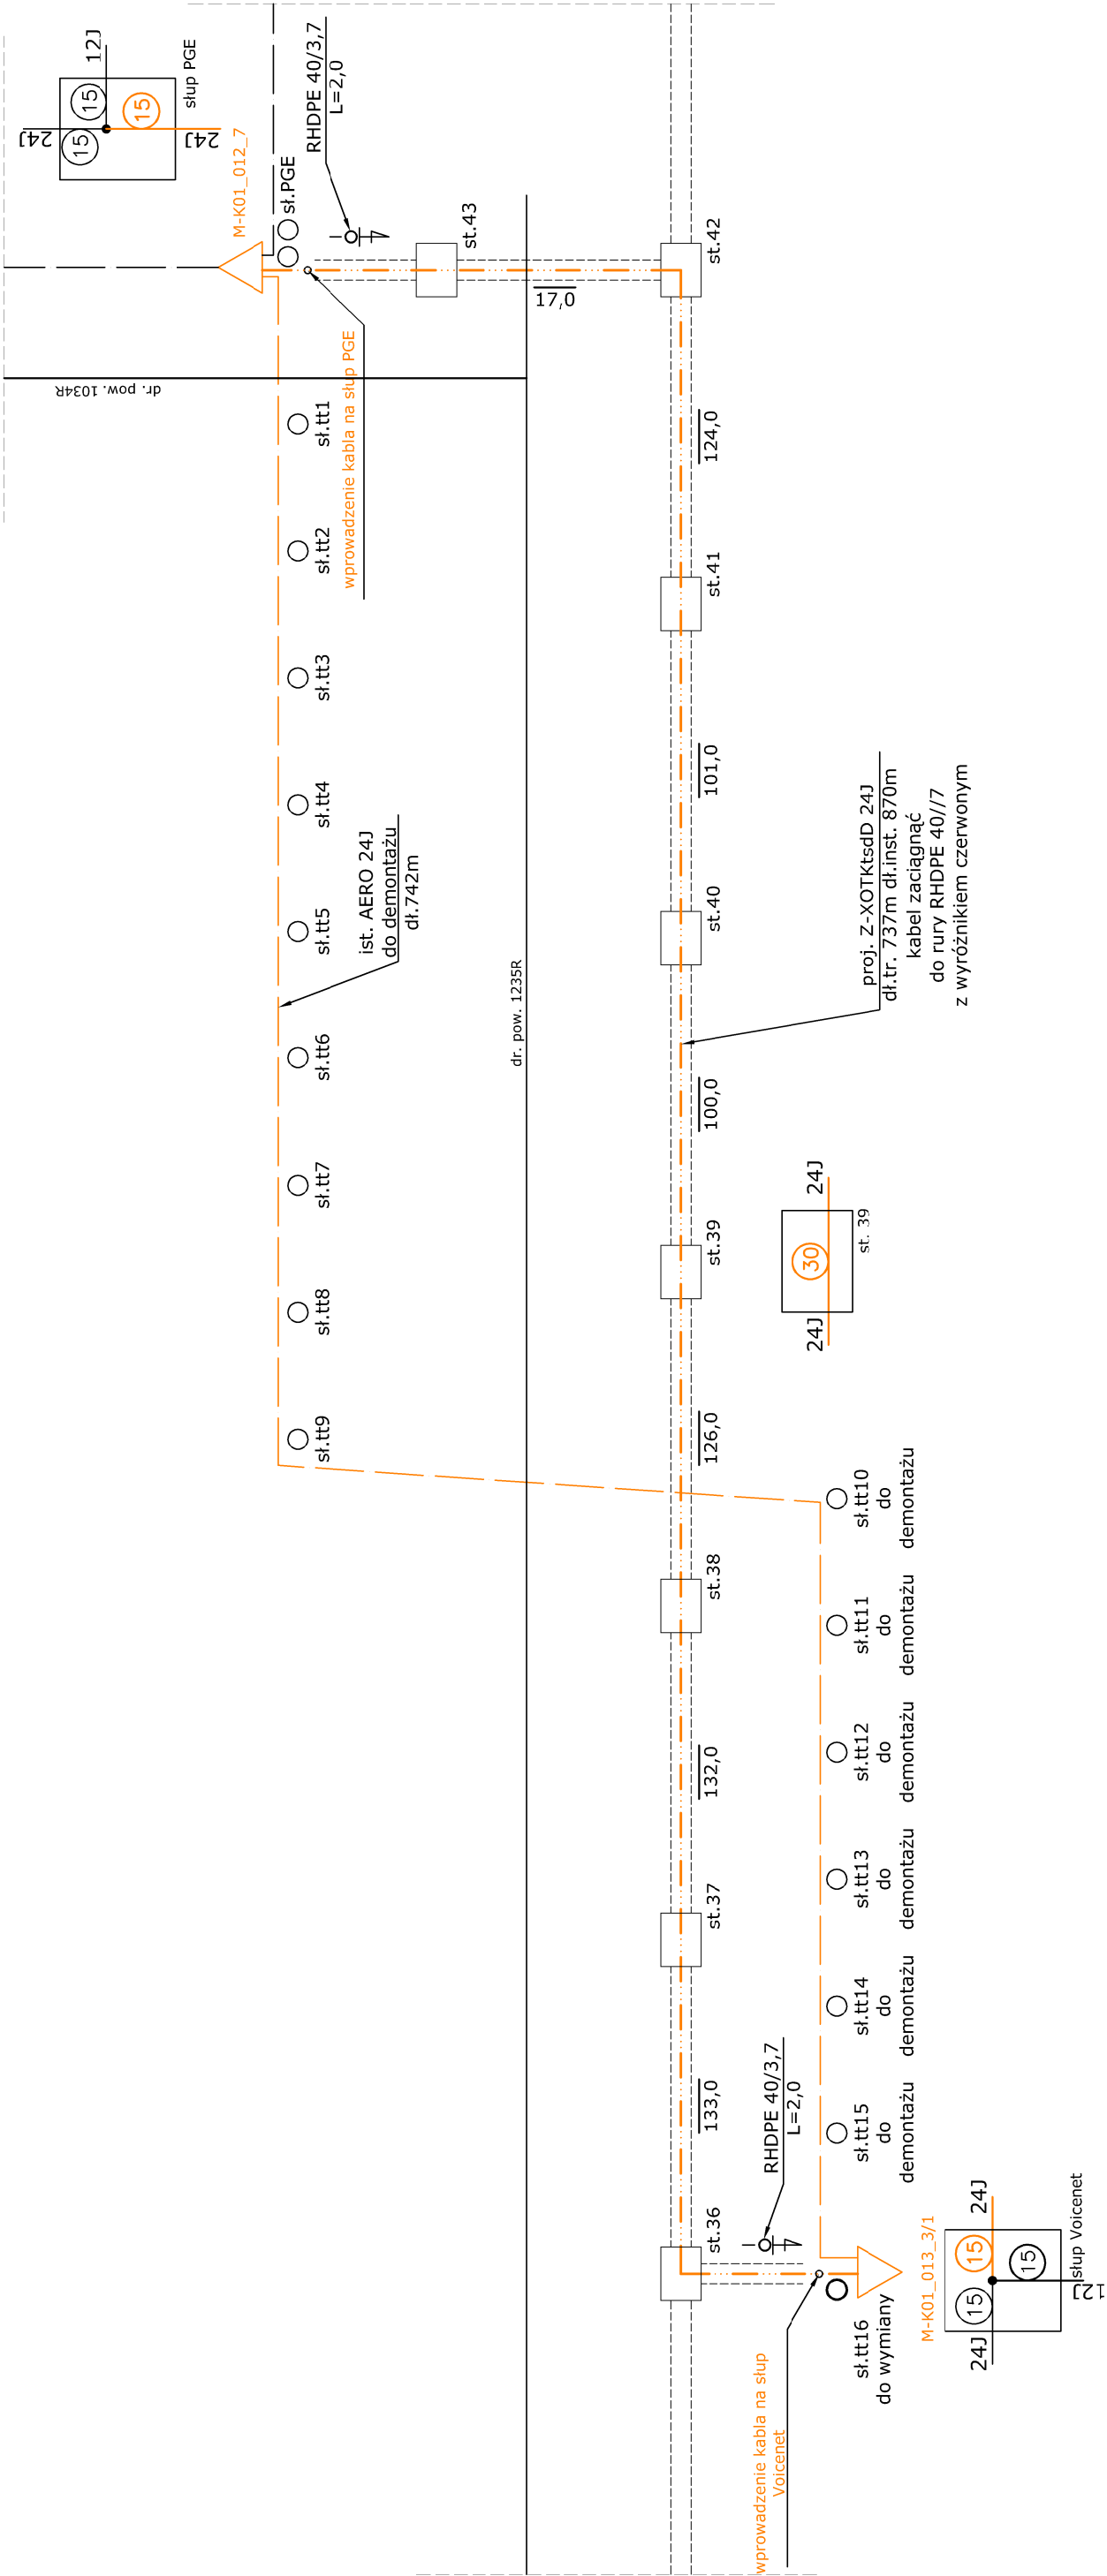 24J
15
15
12J
15
24J
słup PGE
M-K01_012_7
sł.PGE
RHDPE 40/3,7
L=2,0
st.43
st.42
17,0
dr. pow. 1034R
wprowadzenie kabla na słup PGE
sł.tt1
sł.tt2
sł.tt3
sł.tt4
sł.tt5
sł.tt6
sł.tt7
sł.tt8
sł.tt9
ist. AERO 24J
do demontażu
dł.742m
dr. pow. 1235R
124,0
st.41
101,0
st.40
100,0
st.39
126,0
st.38
132,0
st.37
133,0
st.36
proj. Z-XOTKtsdD 24J
dł.tr. 737m dł.inst. 870m
kabel zaciągnąć
do rury RHDPE 40//7
z wyróżnikiem czerwonym
24J
30
24J
st. 39
sł.tt10
do
demontażu
sł.tt11
do
demontażu
sł.tt12
do
demontażu
sł.tt13
do
demontażu
sł.tt14
do
demontażu
sł.tt15
do
demontażu
RHDPE 40/3,7
L=2,0
sł.tt16
do wymiany
wprowadzenie kabla na słup
Voicenet
M-K01_013_3/1
24J
15
15
24J
15
12J
słup Voicenet